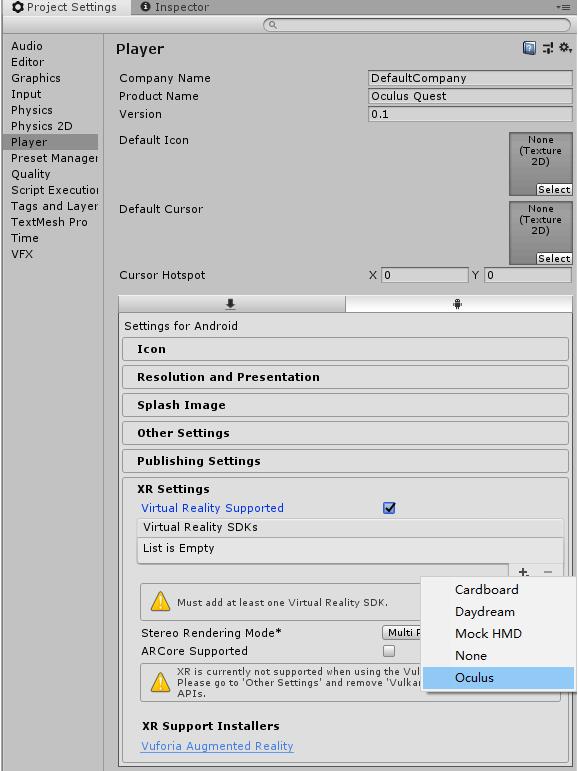 Project Settings
Inspector
Audio
Editor
Graphics
Input
Physics
Physics 2D
Player
Preset Manager
Quality
Script Execution
Tags and Layer
TextMesh Pro
Time
VFX
Player
Company Name
DefaultCompany
Product Name
Oculus Quest
Version
0.1
Default Icon
None
(Texture
2D)
Select
Default Cursor
None
(Texture
2D)
Select
Cursor Hotspot
X 0
Y 0
Settings for Android
Icon
Resolution and Presentation
Splash Image
Other Settings
Publishing Settings
XR Settings
Virtual Reality Supported
Virtual Reality SDKs
List is Empty
+ −
Must add at least one Virtual Reality SDK.
Stereo Rendering Mode*
Multi P
ARCore Supported
XR is currently not supported when using the Vul
Please go to 'Other Settings' and remove 'Vulkan
APIs.
XR Support Installers
Vuforia Augmented Reality
Cardboard
Daydream
Mock HMD
None
Oculus